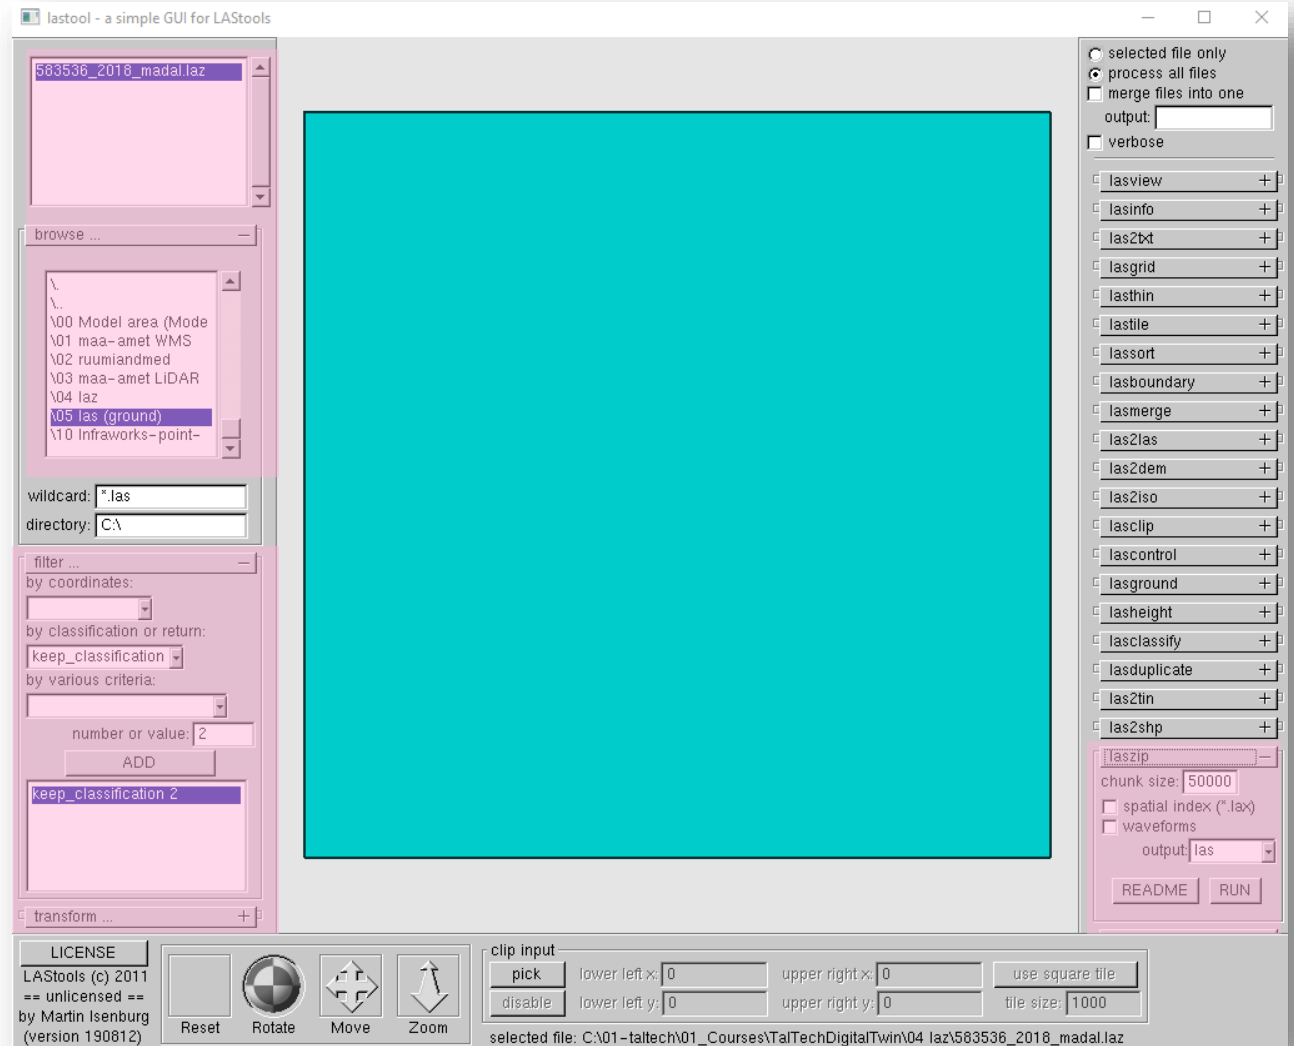 lastool - a simple GUI for LAStools
583536_2018_madal.laz
browse ...
\.
\..
\00 Model area (Mode
\01 maa-amet WMS
\02 ruumiandmed
\03 maa-amet LiDAR
\04 laz
\05 las (ground)
\10 Infraworks-point-
wildcard: *.las
directory: C:\
filter ...
by coordinates:
by classification or return:
keep_classification
by various criteria:
number or value: 2
ADD
keep_classification 2
transform ...
selected file only
process all files
merge files into one
output:
verbose
lasview
lasinfo
las2txt
lasgrid
lasthin
lastile
lassort
lasboundary
lasmerge
las2las
las2dem
las2iso
lasclip
lascontrol
lasground
lasheight
lasclassify
lasduplicate
las2tin
las2shp
laszip
chunk size: 50000
spatial index (*.lax)
waveforms
output: las
README RUN
LICENSE
LAStools (c) 2011
== unlicensed ==
by Martin Isenburg
(version 190812)
Reset Rotate Move Zoom
clip input
pick lower left x: 0 upper right x: 0 use square tile
disable lower left y: 0 upper right y: 0 tile size: 1000
selected file: C:\01-taltech\01_Courses\TalTechDigitalTwin\04 laz\583536_2018_madal.laz